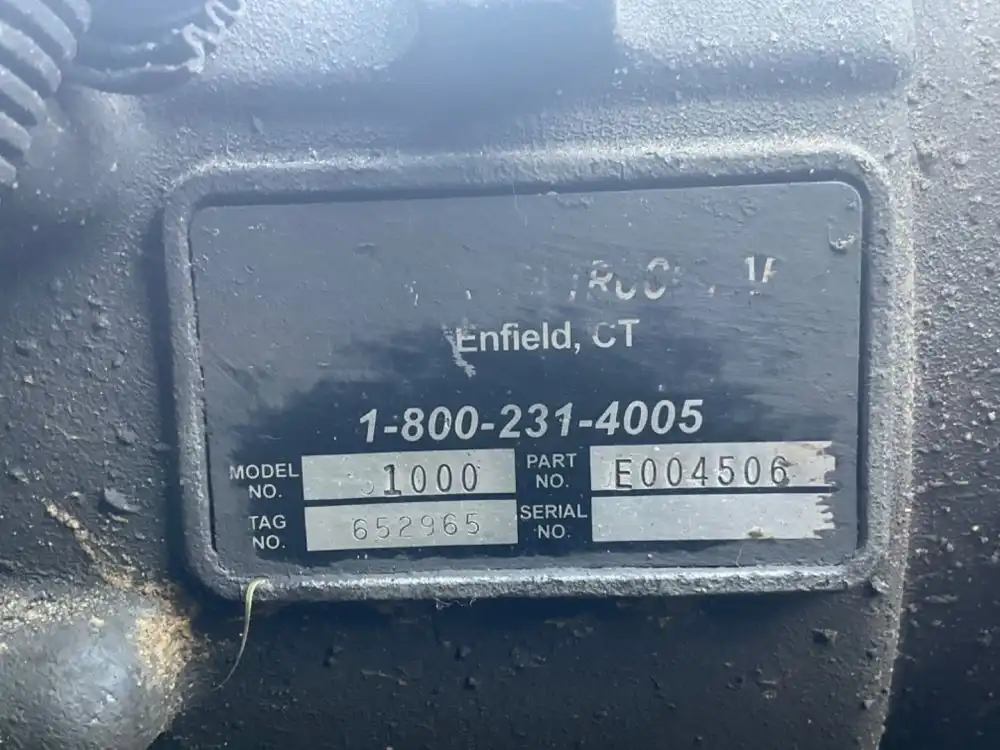 Enfield, CT
1-800-231-4005
MODEL NO. 1000 PART NO. E004506
TAG NO. 652965 SERIAL NO.